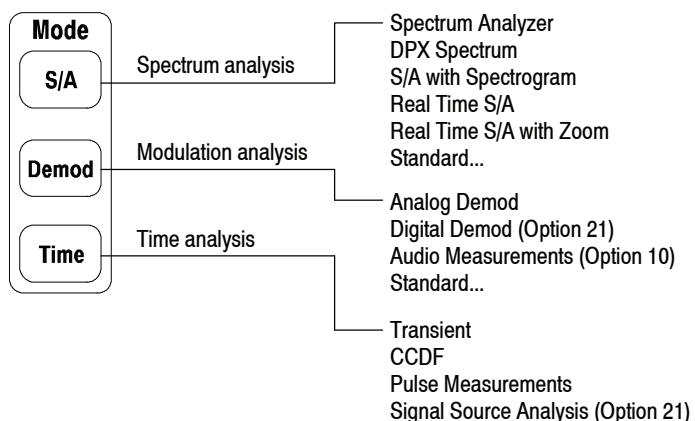 Mode
S/A
Spectrum analysis
Spectrum Analyzer
DPX Spectrum
S/A with Spectrogram
Real Time S/A
Real Time S/A with Zoom
Standard...
Demod
Modulation analysis
Analog Demod
Digital Demod (Option 21)
Audio Measurements (Option 10)
Standard...
Time
Time analysis
Transient
CCDF
Pulse Measurements
Signal Source Analysis (Option 21)